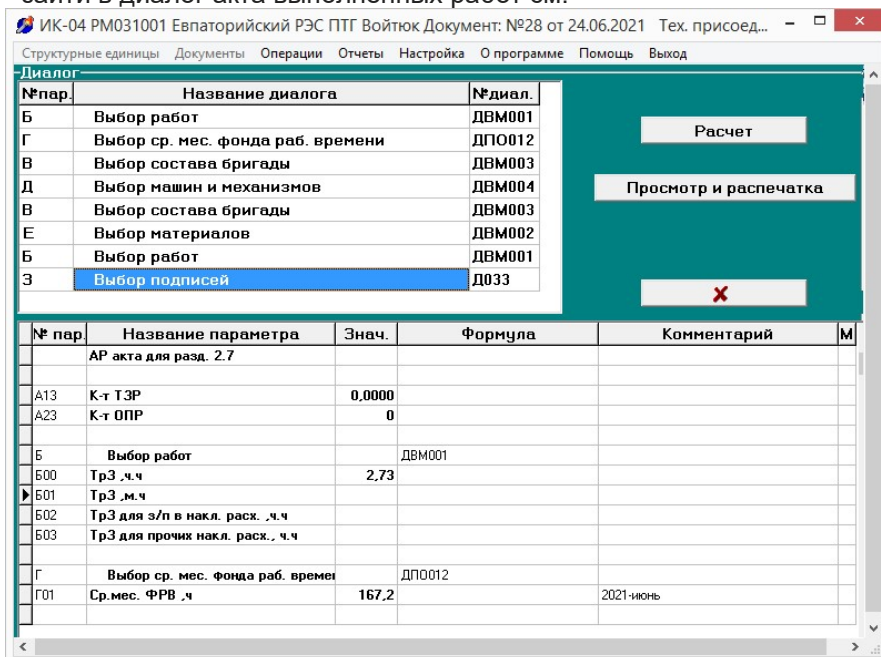 зайти в диалог акта выполненных работ см.
ИК-04 РМ031001 Евпаторийский РЭС ПТГ Войтюк Документ: №28 от 24.06.2021 Тех. присоед...
Структурные единицы Документы Операции Отчеты Настройка О программе Помощь Выход
Диалог
№пар. Название диалога №диал.
Б Выбор работ ДВМ001
Г Выбор ср. мес. фонда раб. времени ДПО012
В Выбор состава бригады ДВМ003
Д Выбор машин и механизмов ДВМ004
В Выбор состава бригады ДВМ003
Е Выбор материалов ДВМ002
Б Выбор работ ДВМ001
З Выбор подписей Д033
Расчет
Просмотр и распечатка
№ пар. Название параметра Знач. Формула Комментарий М
АР акта для разд. 2.7
А13 К-т ТЗР 0,0000
А23 К-т ОПР 0
Б Выбор работ ДВМ001
Б00 ТрЗ ,ч.ч 2,73
Б01 ТрЗ ,м.ч
Б02 ТрЗ для з/п в накл. расх. ,ч.ч
Б03 ТрЗ для прочих накл. расх., ч.ч
Г Выбор ср. мес. фонда раб. времен ДПО012
Г01 Ср.мес. ФРВ ,ч 167,2 2021-июнь